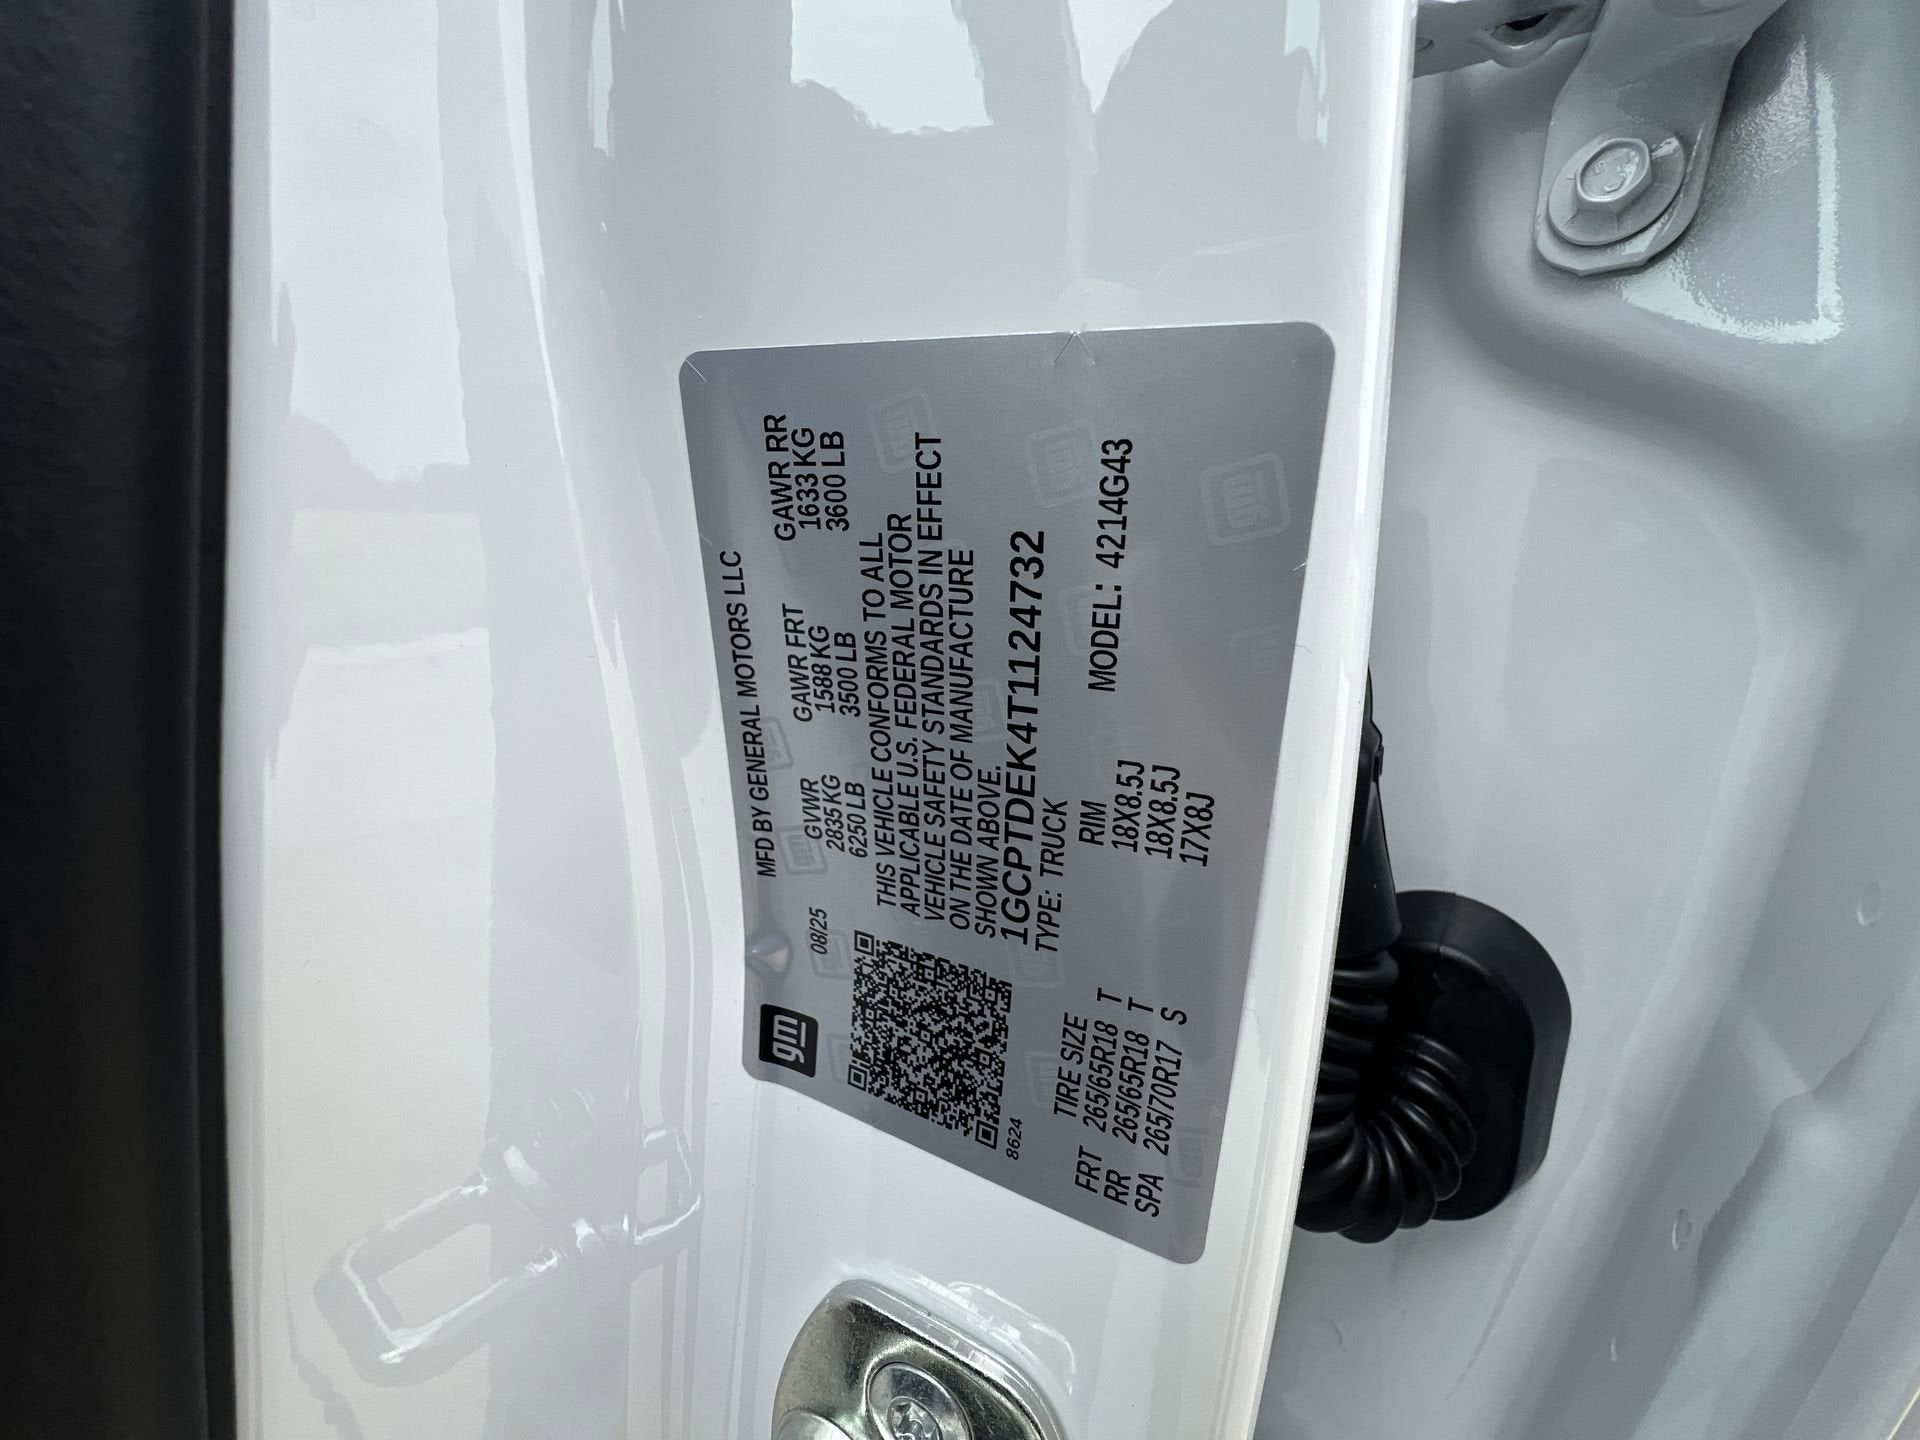 gm
MFD BY GENERAL MOTORS LLC
08/25
GVWR GAWR FRT GAWR RR
2835 KG 1588 KG 1633 KG
6250 LB 3500 LB 3600 LB
THIS VEHICLE CONFORMS TO ALL
APPLICABLE U.S. FEDERAL MOTOR
VEHICLE SAFETY STANDARDS IN EFFECT
ON THE DATE OF MANUFACTURE
SHOWN ABOVE.
1GCPTDEK4T1124732
8624
TYPE: TRUCK
MODEL: 4214G43
TIRE SIZE RIM
FRT 265/65R18 T 18X8.5J
RR 265/65R18 T 18X8.5J
SPA 265/70R17 S 17X8J